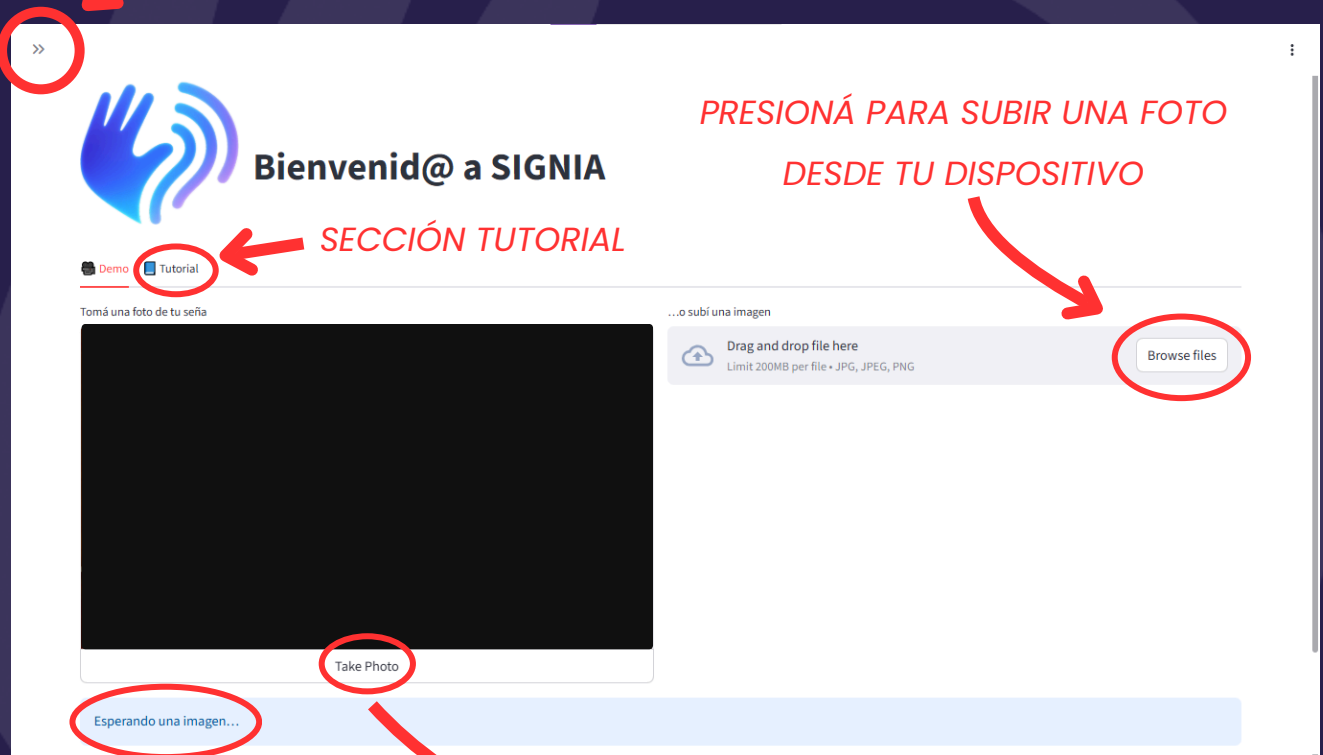 PRESIONÁ PARA SUBIR UNA FOTO
DESDE TU DISPOSITIVO
Bienvenid@ a SIGNIA
SECCIÓN TUTORIAL
Demo
Tutorial
Tomá una foto de tu seña
...o subí una imagen
Drag and drop file here
Limit 200MB per file • JPG, JPEG, PNG
Browse files
Take Photo
Esperando una imagen...